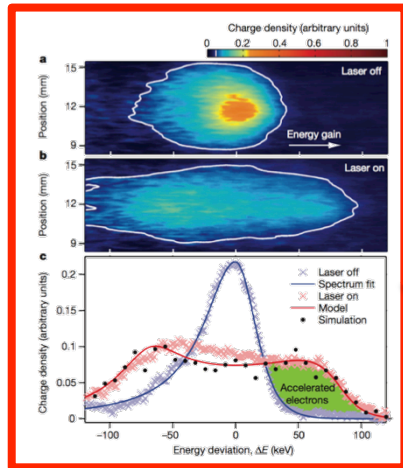 Charge density (arbitrary units)
0 0.2 0.4 0.6 0.8 1
a
Laser off
Position (mm)
15
12
9
Energy gain
b
Laser on
Position (mm)
15
12
9
c
Charge density (arbitrary units)
0.2
0.15
0.1
0.05
0
Laser off
Spectrum fit
Laser on
Model
Simulation
Accelerated
electrons
−100 −50 0 50 100
Energy deviation, ΔE (keV)